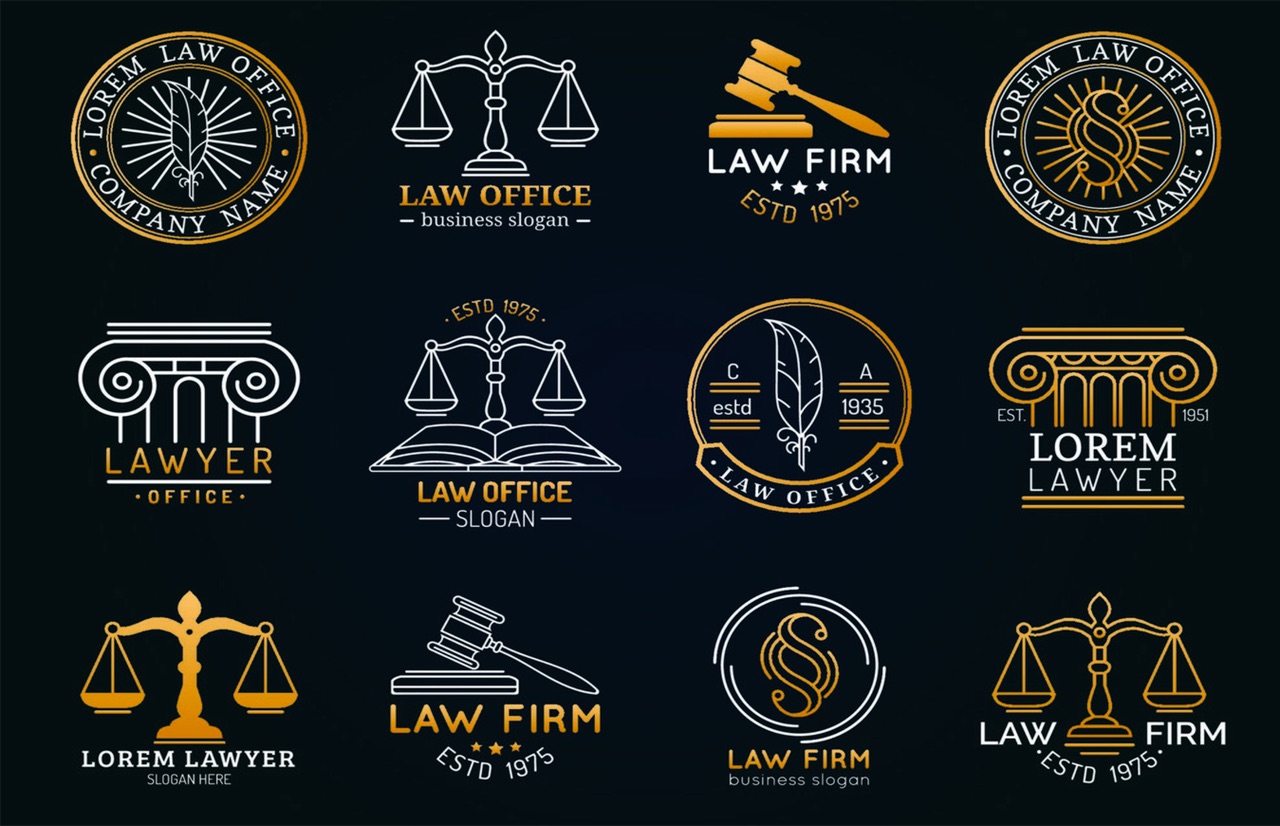 LOREM LAW OFFICE
COMPANY NAME
LAW OFFICE
business slogan
LAW FIRM
ESTD 1975
LOREM LAW OFFICE
COMPANY NAME
LAWYER
OFFICE
ESTD 1975
LAW OFFICE
SLOGAN
C A
estd 1935
LAW OFFICE
EST. 1951
LOREM
LAWYER
LOREM LAWYER
SLOGAN HERE
LAW FIRM
ESTD 1975
LAW FIRM
business slogan
LAW FIRM
ESTD 1975